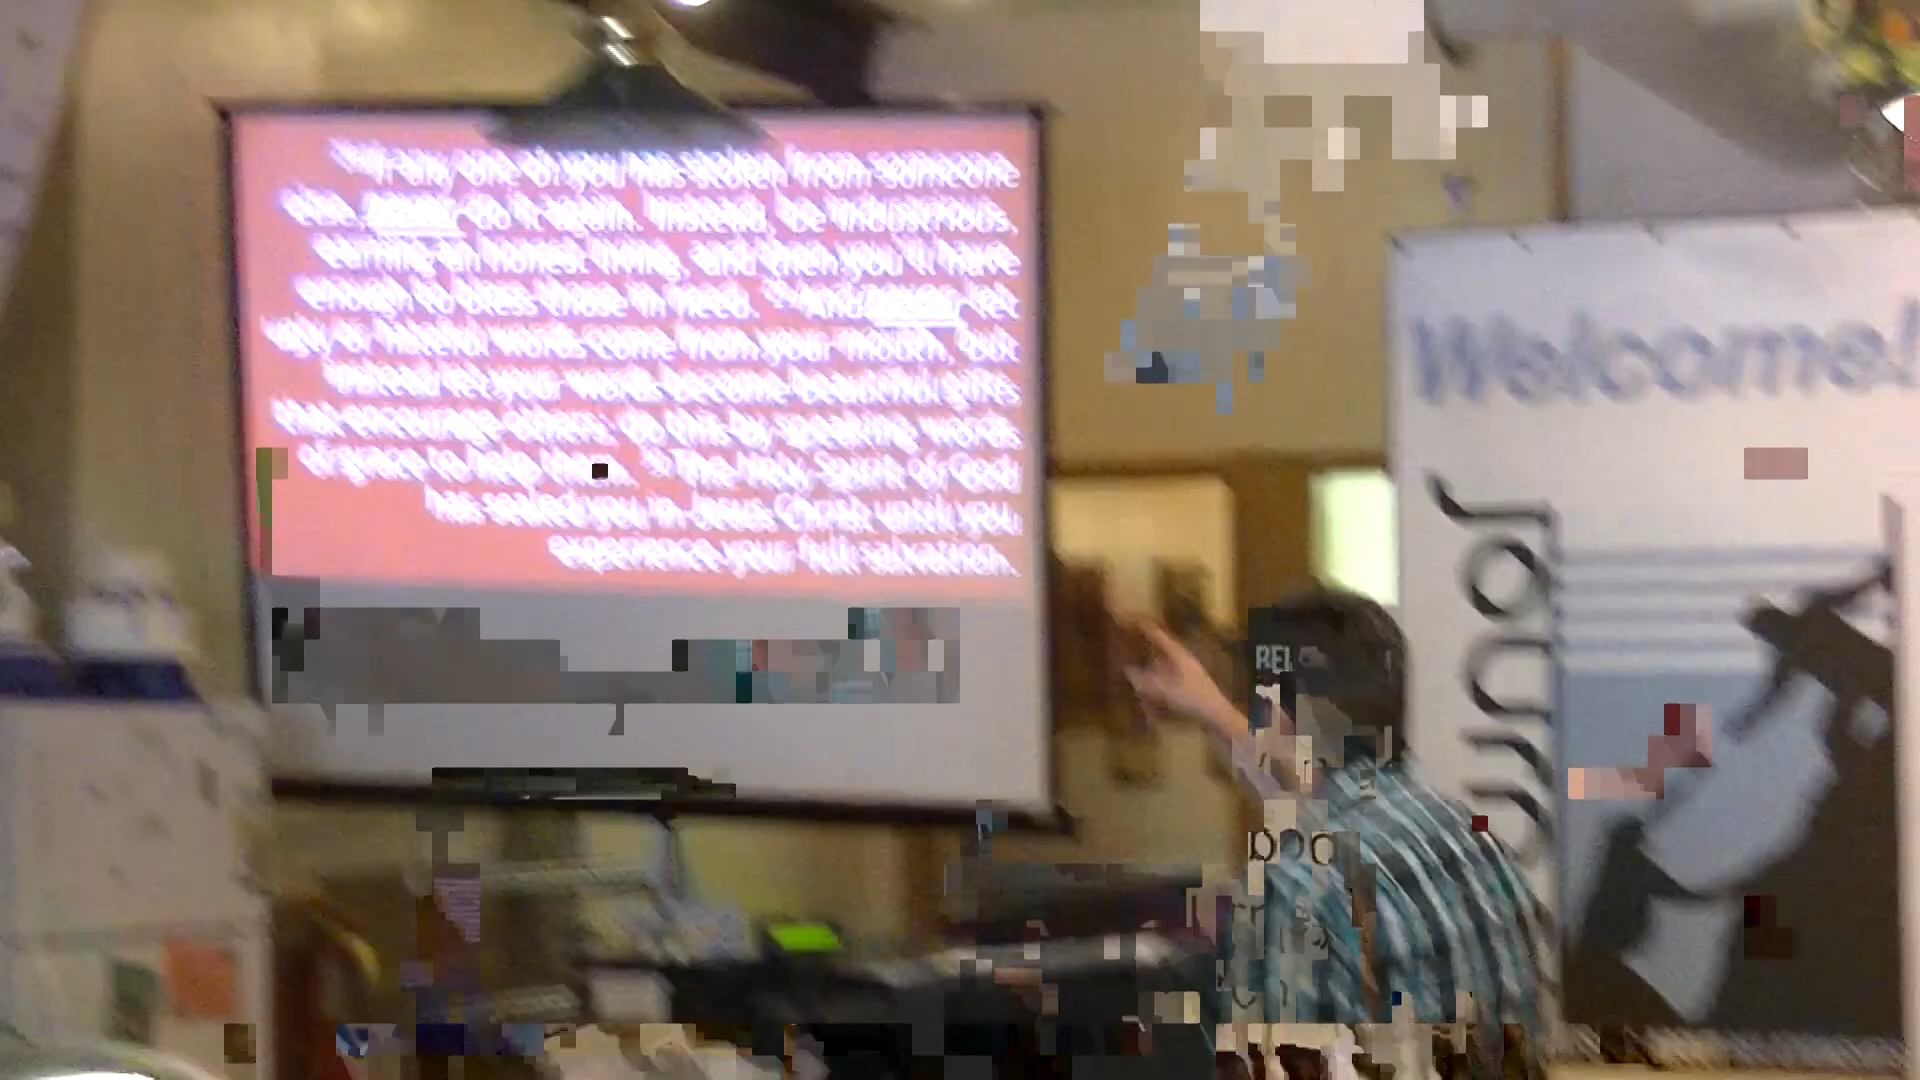 If any one of you has stolen from someone
else, never do it again. Instead, be industrious,
earning an honest living, and then you'll have
enough to bless those in need. And never let
ugly or hateful words come from your mouth, but
instead let your words become beautiful gifts
that encourage others; do this by speaking words
of grace to help them. The Holy Spirit of God
has sealed you in Jesus Christ until you
experience your full salvation.
Welcome!
Journ
REL